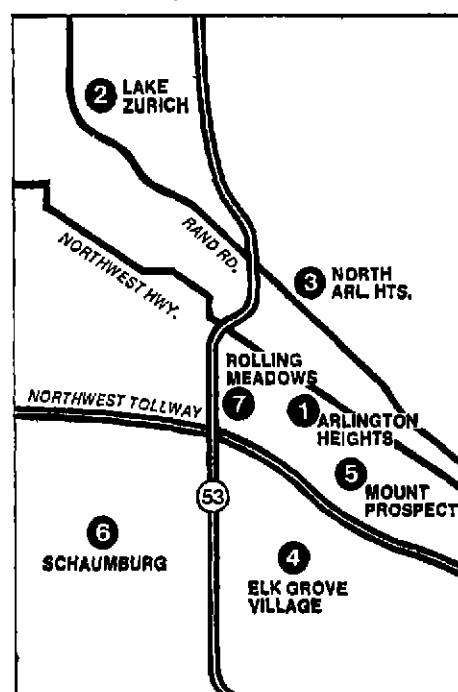 2 LAKE
ZURICH
RAND RD.
NORTHWEST HWY.
3 NORTH
ARL. HTS.
ROLLING
MEADOWS
7
NORTHWEST TOLLWAY
1 ARLINGTON
HEIGHTS
5
MOUNT
PROSPECT
53
6
SCHAUMBURG
4
ELK GROVE
VILLAGE